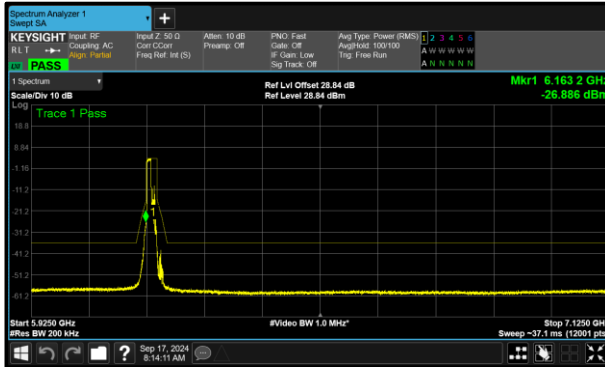 Spectrum Analyzer 1
Swept SA
+
KEYSIGHT Input: RF Input Z: 50 Ω Atten: 10 dB PNO: Fast Avg Type: Power (RMS) 1 2 3 4 5 6
RLT Coupling: AC Corr CCorr Preamp: Off Gate: Off Avg|Hold: 100/100 A W W W W W
Align: Partial Freq Ref: Int (S) IF Gain: Low Trig: Free Run
PASS Sig Track: Off A N N N N N
1 Spectrum Ref Lvl Offset 28.84 dB Mkr1 6.163 2 GHz
Scale/Div 10 dB Ref Level 28.84 dBm -26.886 dBm
Log
Trace 1 Pass
18.8
8.84
-1.16
-11.2
-21.2
-31.2
-41.2
-51.2
-61.2
Start 5.9250 GHz #Video BW 1.0 MHz* Stop 7.1250 GHz
#Res BW 200 kHz Sweep ~37.1 ms (12001 pts)
? Sep 17, 2024
8:14:11 AM